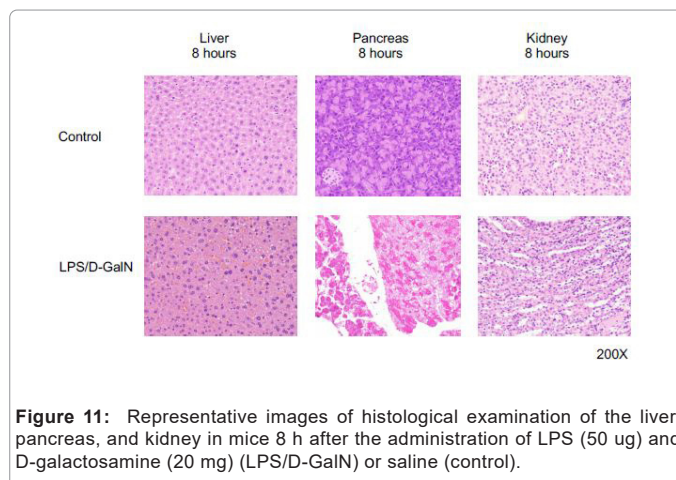 Liver
8 hours
Pancreas
8 hours
Kidney
8 hours
Control
LPS/D-GalN
200X
Figure 11: Representative images of histological examination of the liver
pancreas, and kidney in mice 8 h after the administration of LPS (50 ug) and
D-galactosamine (20 mg) (LPS/D-GalN) or saline (control).